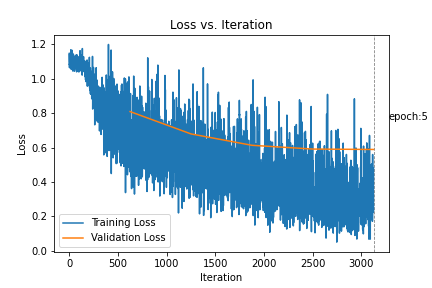 Loss vs. Iteration
1.2
1.0
0.8
0.6
0.4
0.2
0.0
Loss
epoch:5
Training Loss
Validation Loss
0
500
1000
1500
2000
2500
3000
Iteration